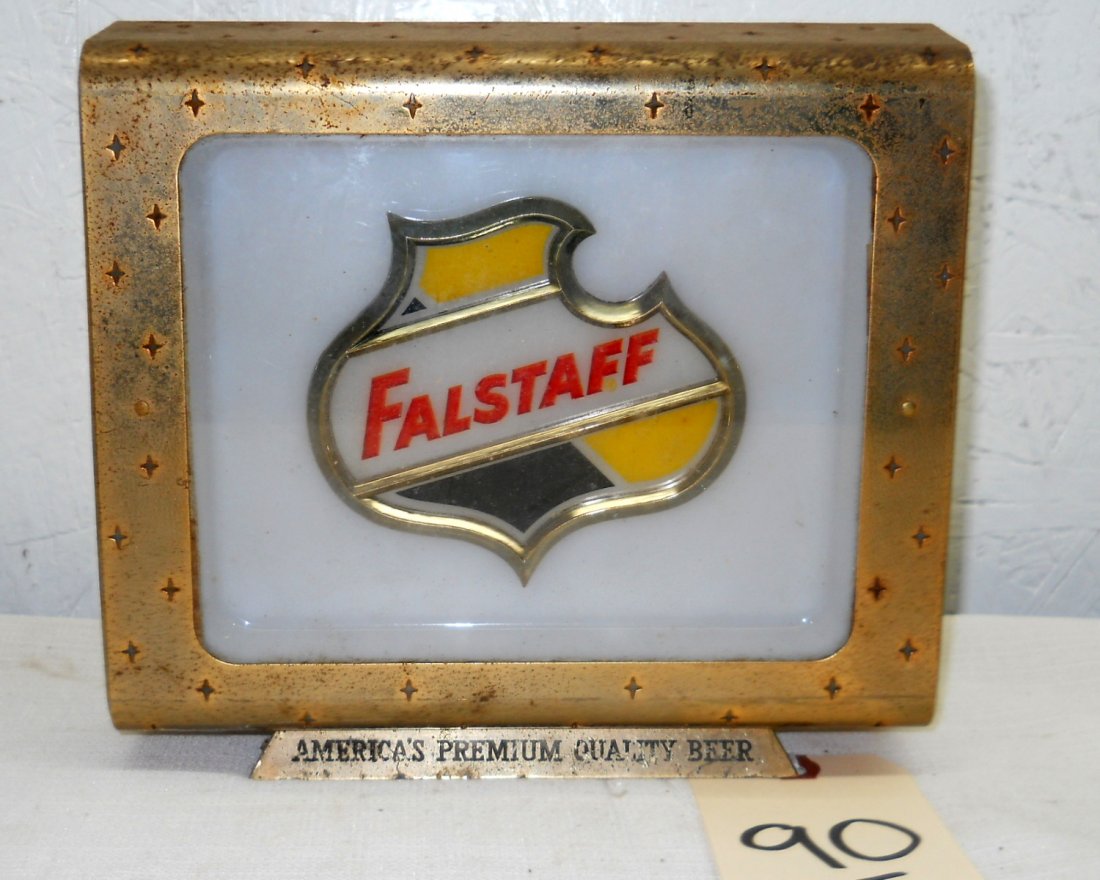 FALSTAFF
AMERICA'S PREMIUM QUALITY BEER
90